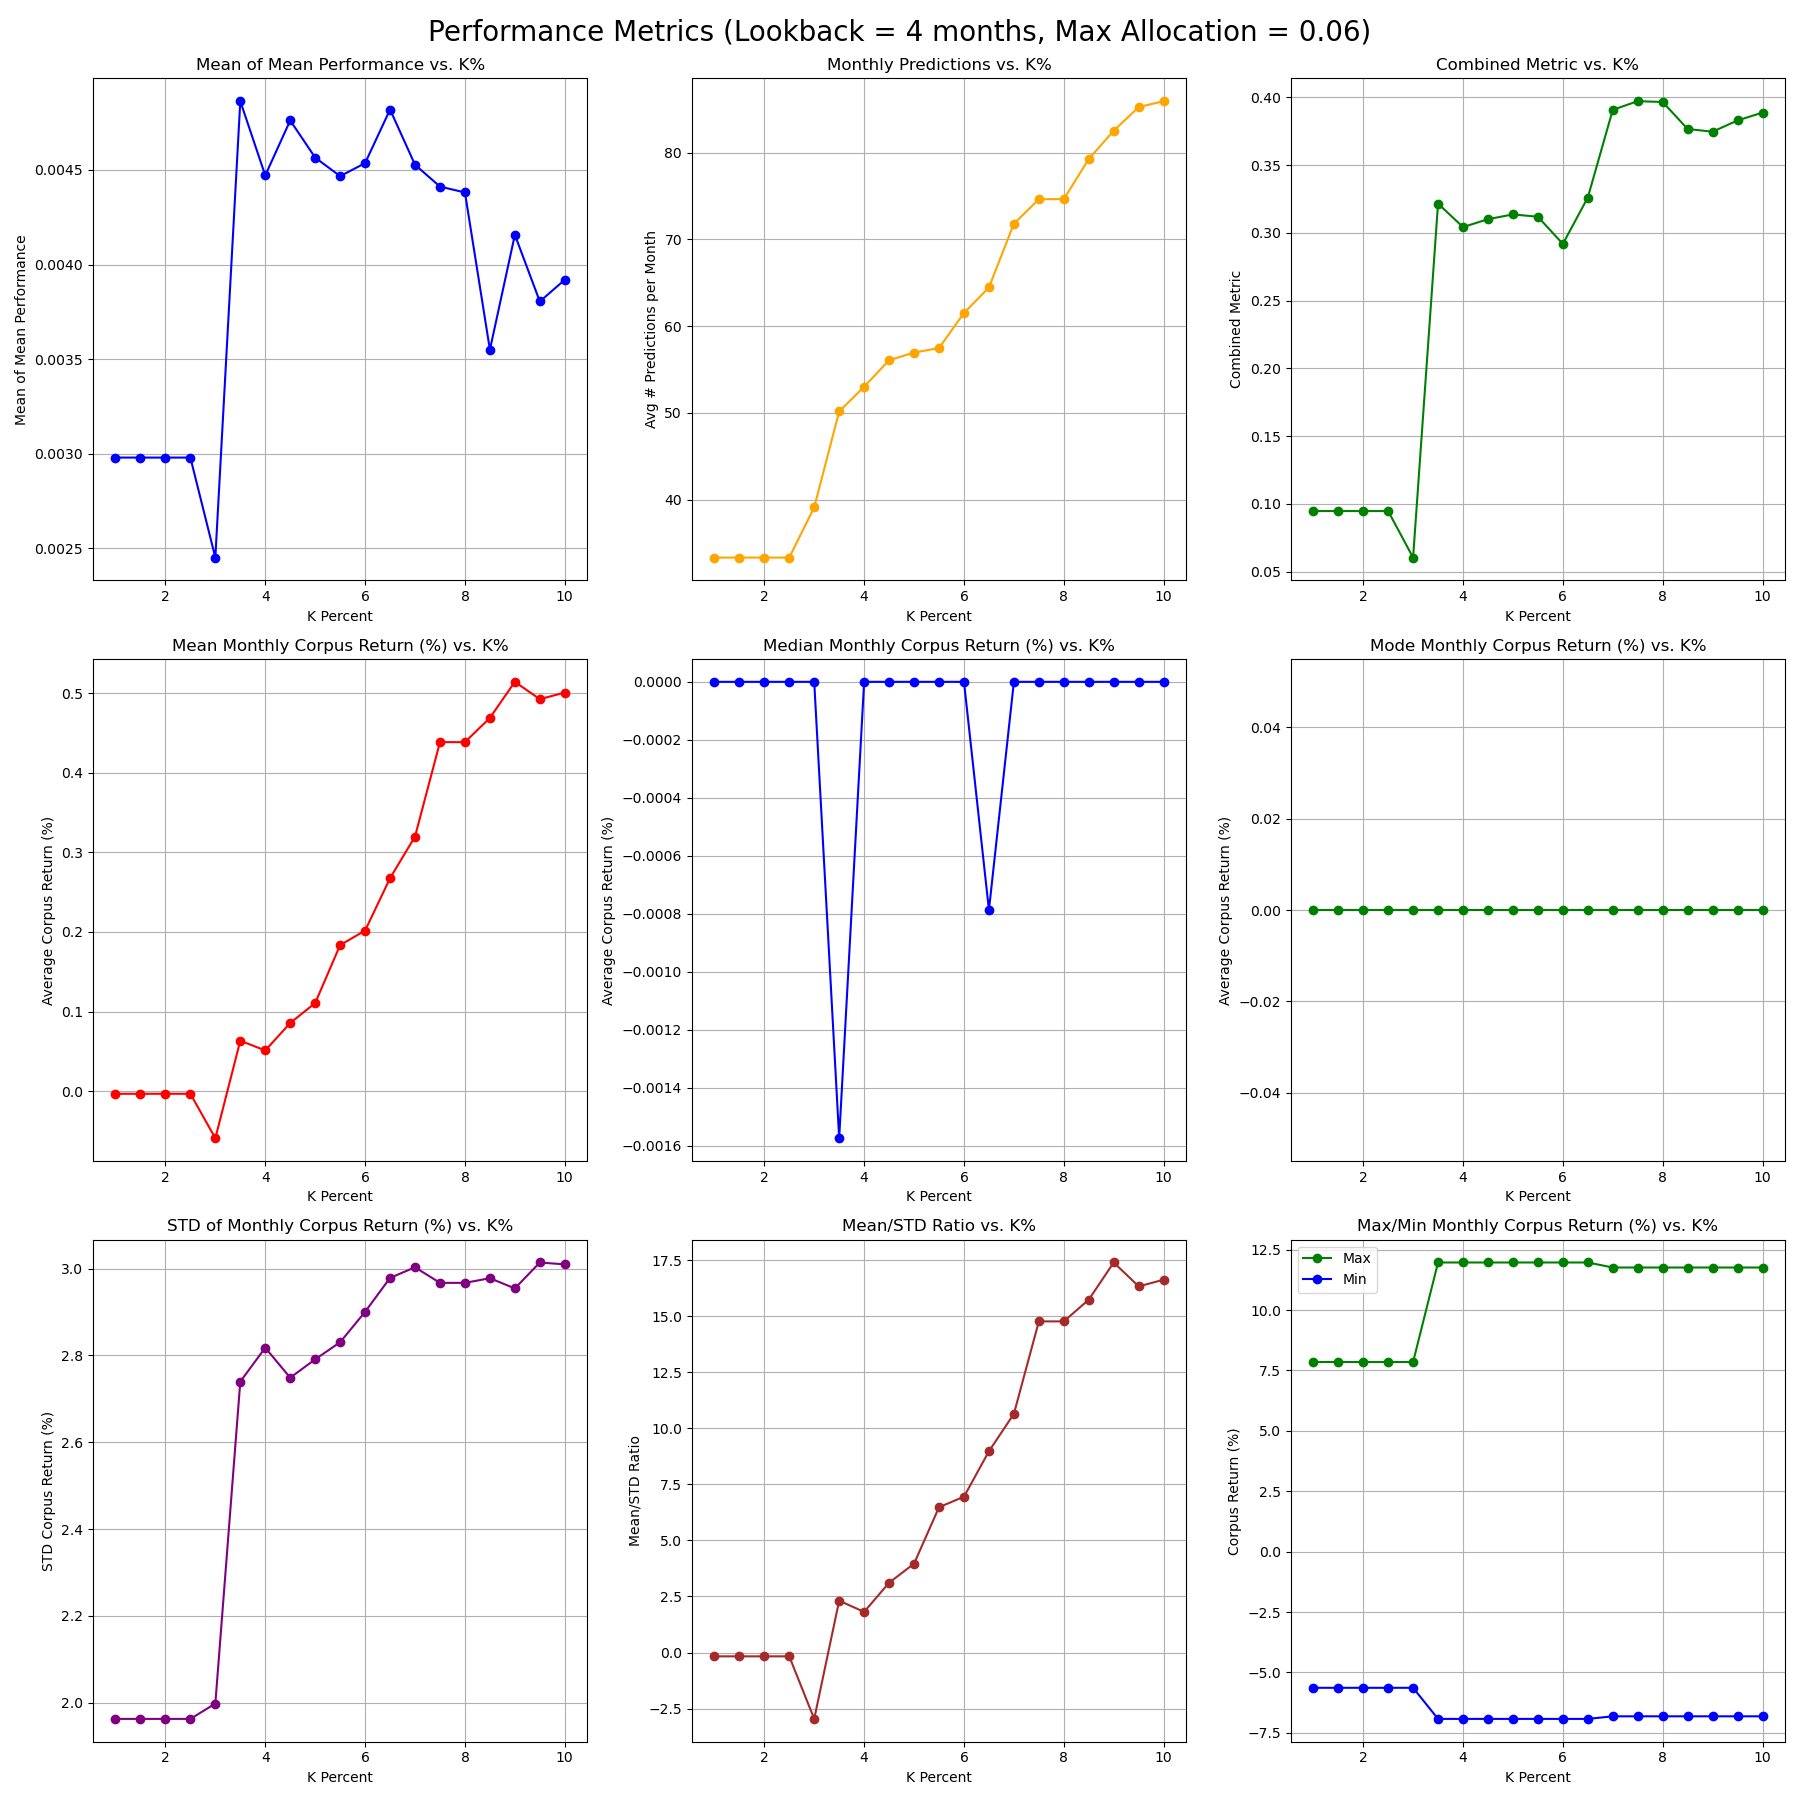 Performance Metrics (Lookback = 4 months, Max Allocation = 0.06)
Mean of Mean Performance vs. K%
Mean of Mean Performance
0.0045
0.0040
0.0035
0.0030
0.0025
2 4 6 8 10
K Percent
Monthly Predictions vs. K%
Avg # Predictions per Month
80
70
60
50
40
2 4 6 8 10
K Percent
Combined Metric vs. K%
Combined Metric
0.40
0.35
0.30
0.25
0.20
0.15
0.10
0.05
2 4 6 8 10
K Percent
Mean Monthly Corpus Return (%) vs. K%
Average Corpus Return (%)
0.5
0.4
0.3
0.2
0.1
0.0
2 4 6 8 10
K Percent
Median Monthly Corpus Return (%) vs. K%
Average Corpus Return (%)
0.0000
−0.0002
−0.0004
−0.0006
−0.0008
−0.0010
−0.0012
−0.0014
−0.0016
2 4 6 8 10
K Percent
Mode Monthly Corpus Return (%) vs. K%
Average Corpus Return (%)
0.04
0.02
0.00
−0.02
−0.04
2 4 6 8 10
K Percent
STD of Monthly Corpus Return (%) vs. K%
STD Corpus Return (%)
3.0
2.8
2.6
2.4
2.2
2.0
2 4 6 8 10
K Percent
Mean/STD Ratio vs. K%
Mean/STD Ratio
17.5
15.0
12.5
10.0
7.5
5.0
2.5
0.0
−2.5
2 4 6 8 10
K Percent
Max/Min Monthly Corpus Return (%) vs. K%
Max
Min
Corpus Return (%)
12.5
10.0
7.5
5.0
2.5
0.0
−2.5
−5.0
−7.5
2 4 6 8 10
K Percent